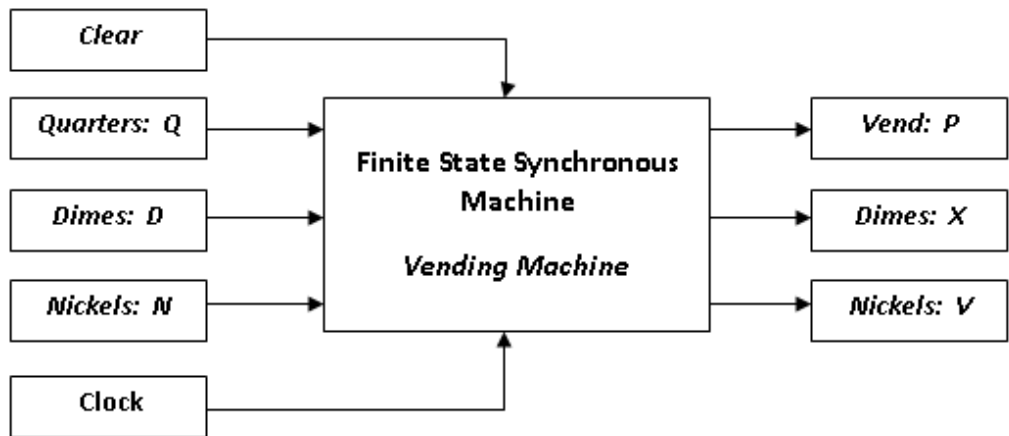 Clear
Quarters: Q
Dimes: D
Nickels: N
Clock
Finite State Synchronous
Machine
Vending Machine
Vend: P
Dimes: X
Nickels: V